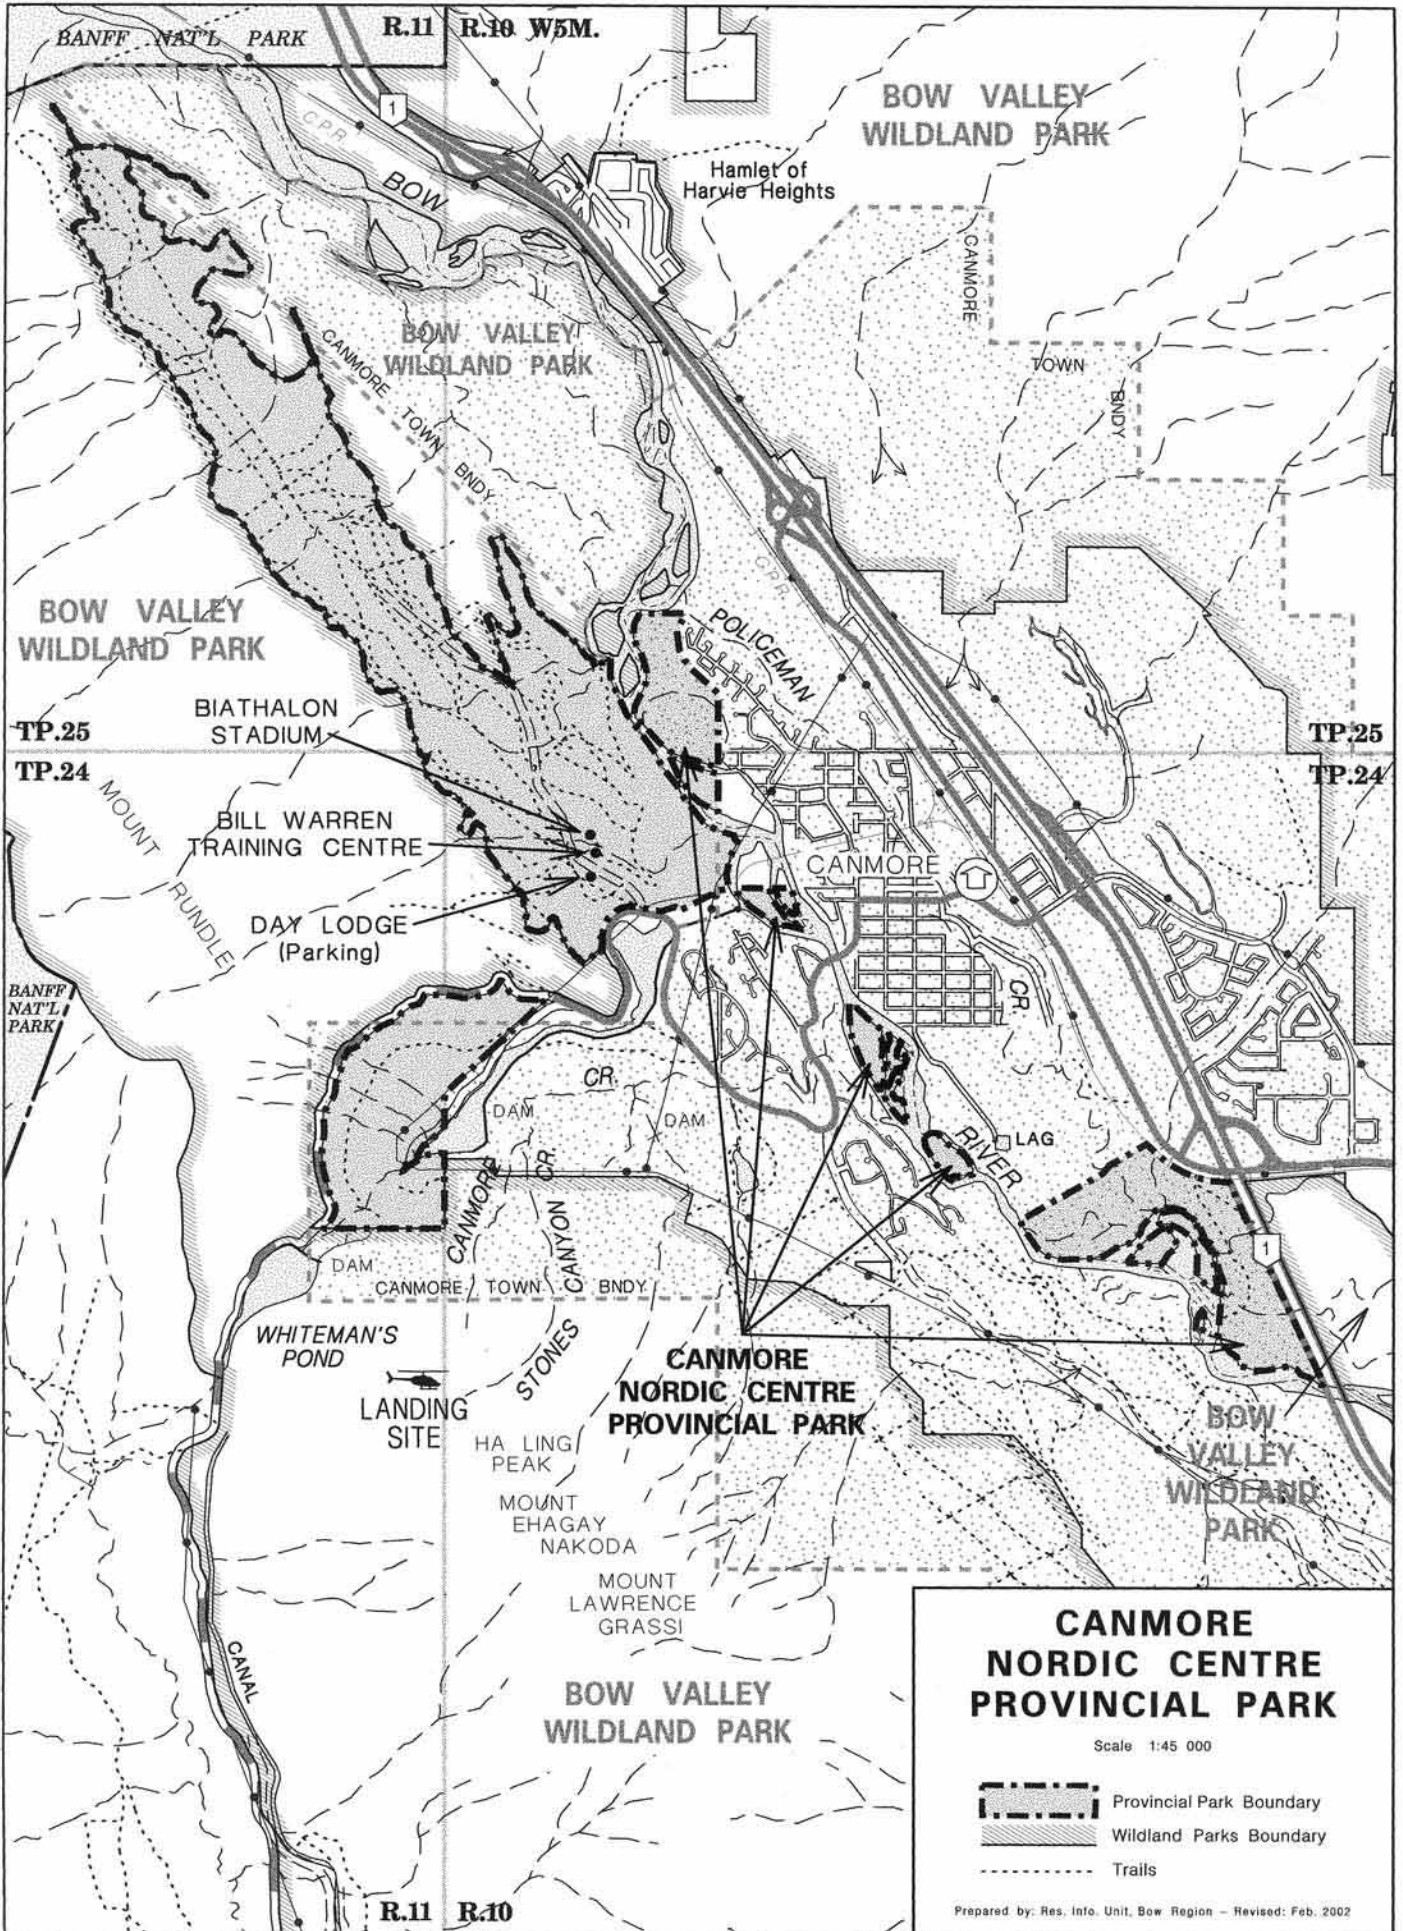 R.11
R.10 W5M.
BANFF NAT'L PARK
1
CPR
BOW VALLEY
WILDLAND PARK
Hamlet of
Harvie Heights
BOW
CANMORE
TOWN
BNDY
BOW VALLEY
WILDLAND PARK
CANMORE TOWN BNDY
CPR
BOW VALLEY
WILDLAND PARK
POLICEMAN
BIATHALON
STADIUM
TP.25
TP.25
TP.24
TP.24
MOUNT
RUNDLE
BILL WARREN
TRAINING CENTRE
CANMORE
DAY LODGE
(Parking)
BANFF
NAT'L
PARK
CR.
CR.
DAM
DAM
RIVER
LAG
CANMORE
CR.
CANYON
DAM
CANMORE TOWN BNDY
1
WHITEMAN'S
POND
STONES
LANDING
SITE
CANMORE
NORDIC CENTRE
PROVINCIAL PARK
HA LING
PEAK
MOUNT
EHAGAY
NAKODA
MOUNT
LAWRENCE
GRASSI
BOW
VALLEY
WILDLAND
PARK
CANAL
BOW VALLEY
WILDLAND PARK
R.11
R.10
CANMORE
NORDIC CENTRE
PROVINCIAL PARK
Scale 1:45 000
Provincial Park Boundary
Wildland Parks Boundary
Trails
Prepared by: Res. Info. Unit, Bow Region – Revised: Feb. 2002